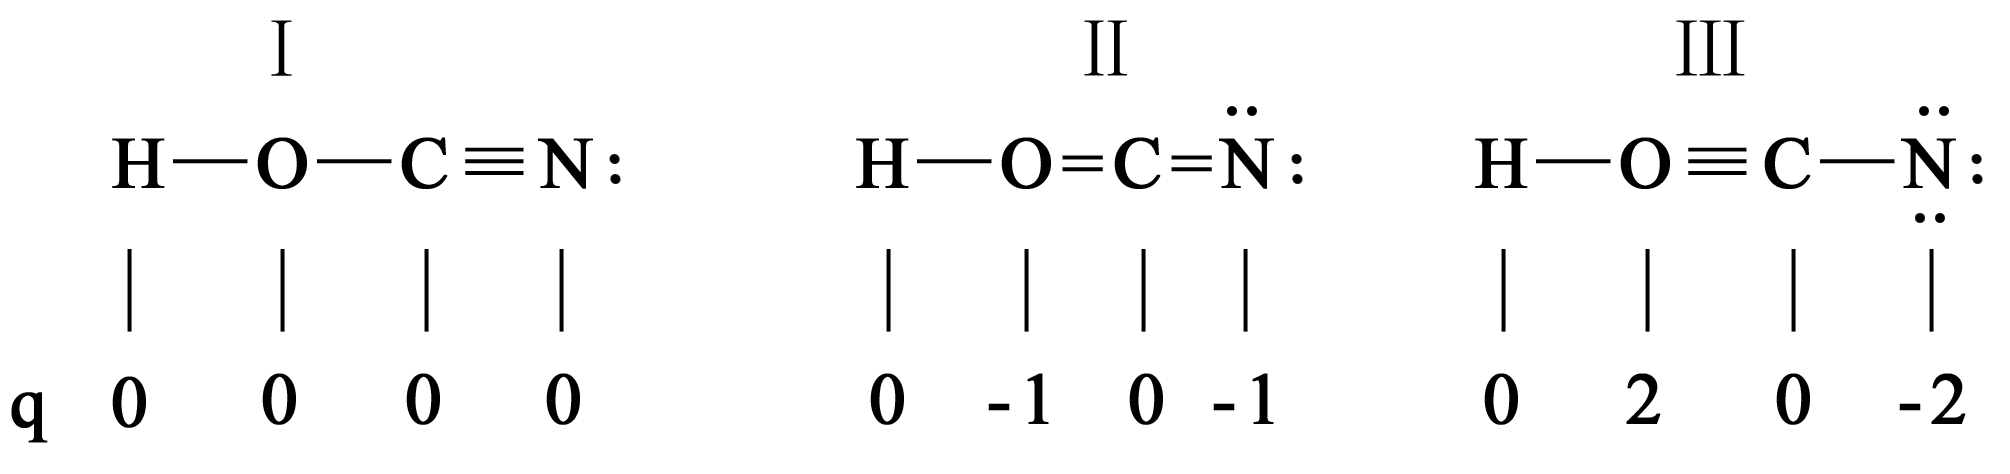 I II III
H—O—C≡N: H—O=C=N̈: H—O≡C—N̤̈:
q 0 0 0 0 0 -1 0 -1 0 2 0 -2